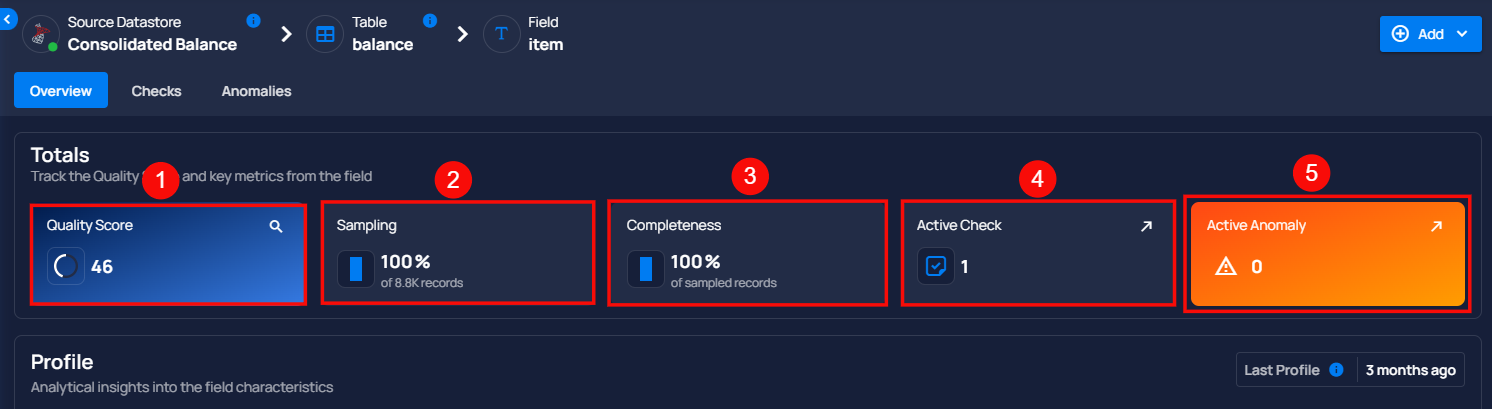 Source Datastore
Consolidated Balance
Table
balance
Field
item
Add
Overview
Checks
Anomalies
Totals
Track the Quality and key metrics from the field
1
2
3
4
5
Quality Score
46
Sampling
100%
of 8.8K records
Completeness
100%
of sampled records
Active Check
1
Active Anomaly
0
Profile
Analytical insights into the field characteristics
Last Profile
3 months ago